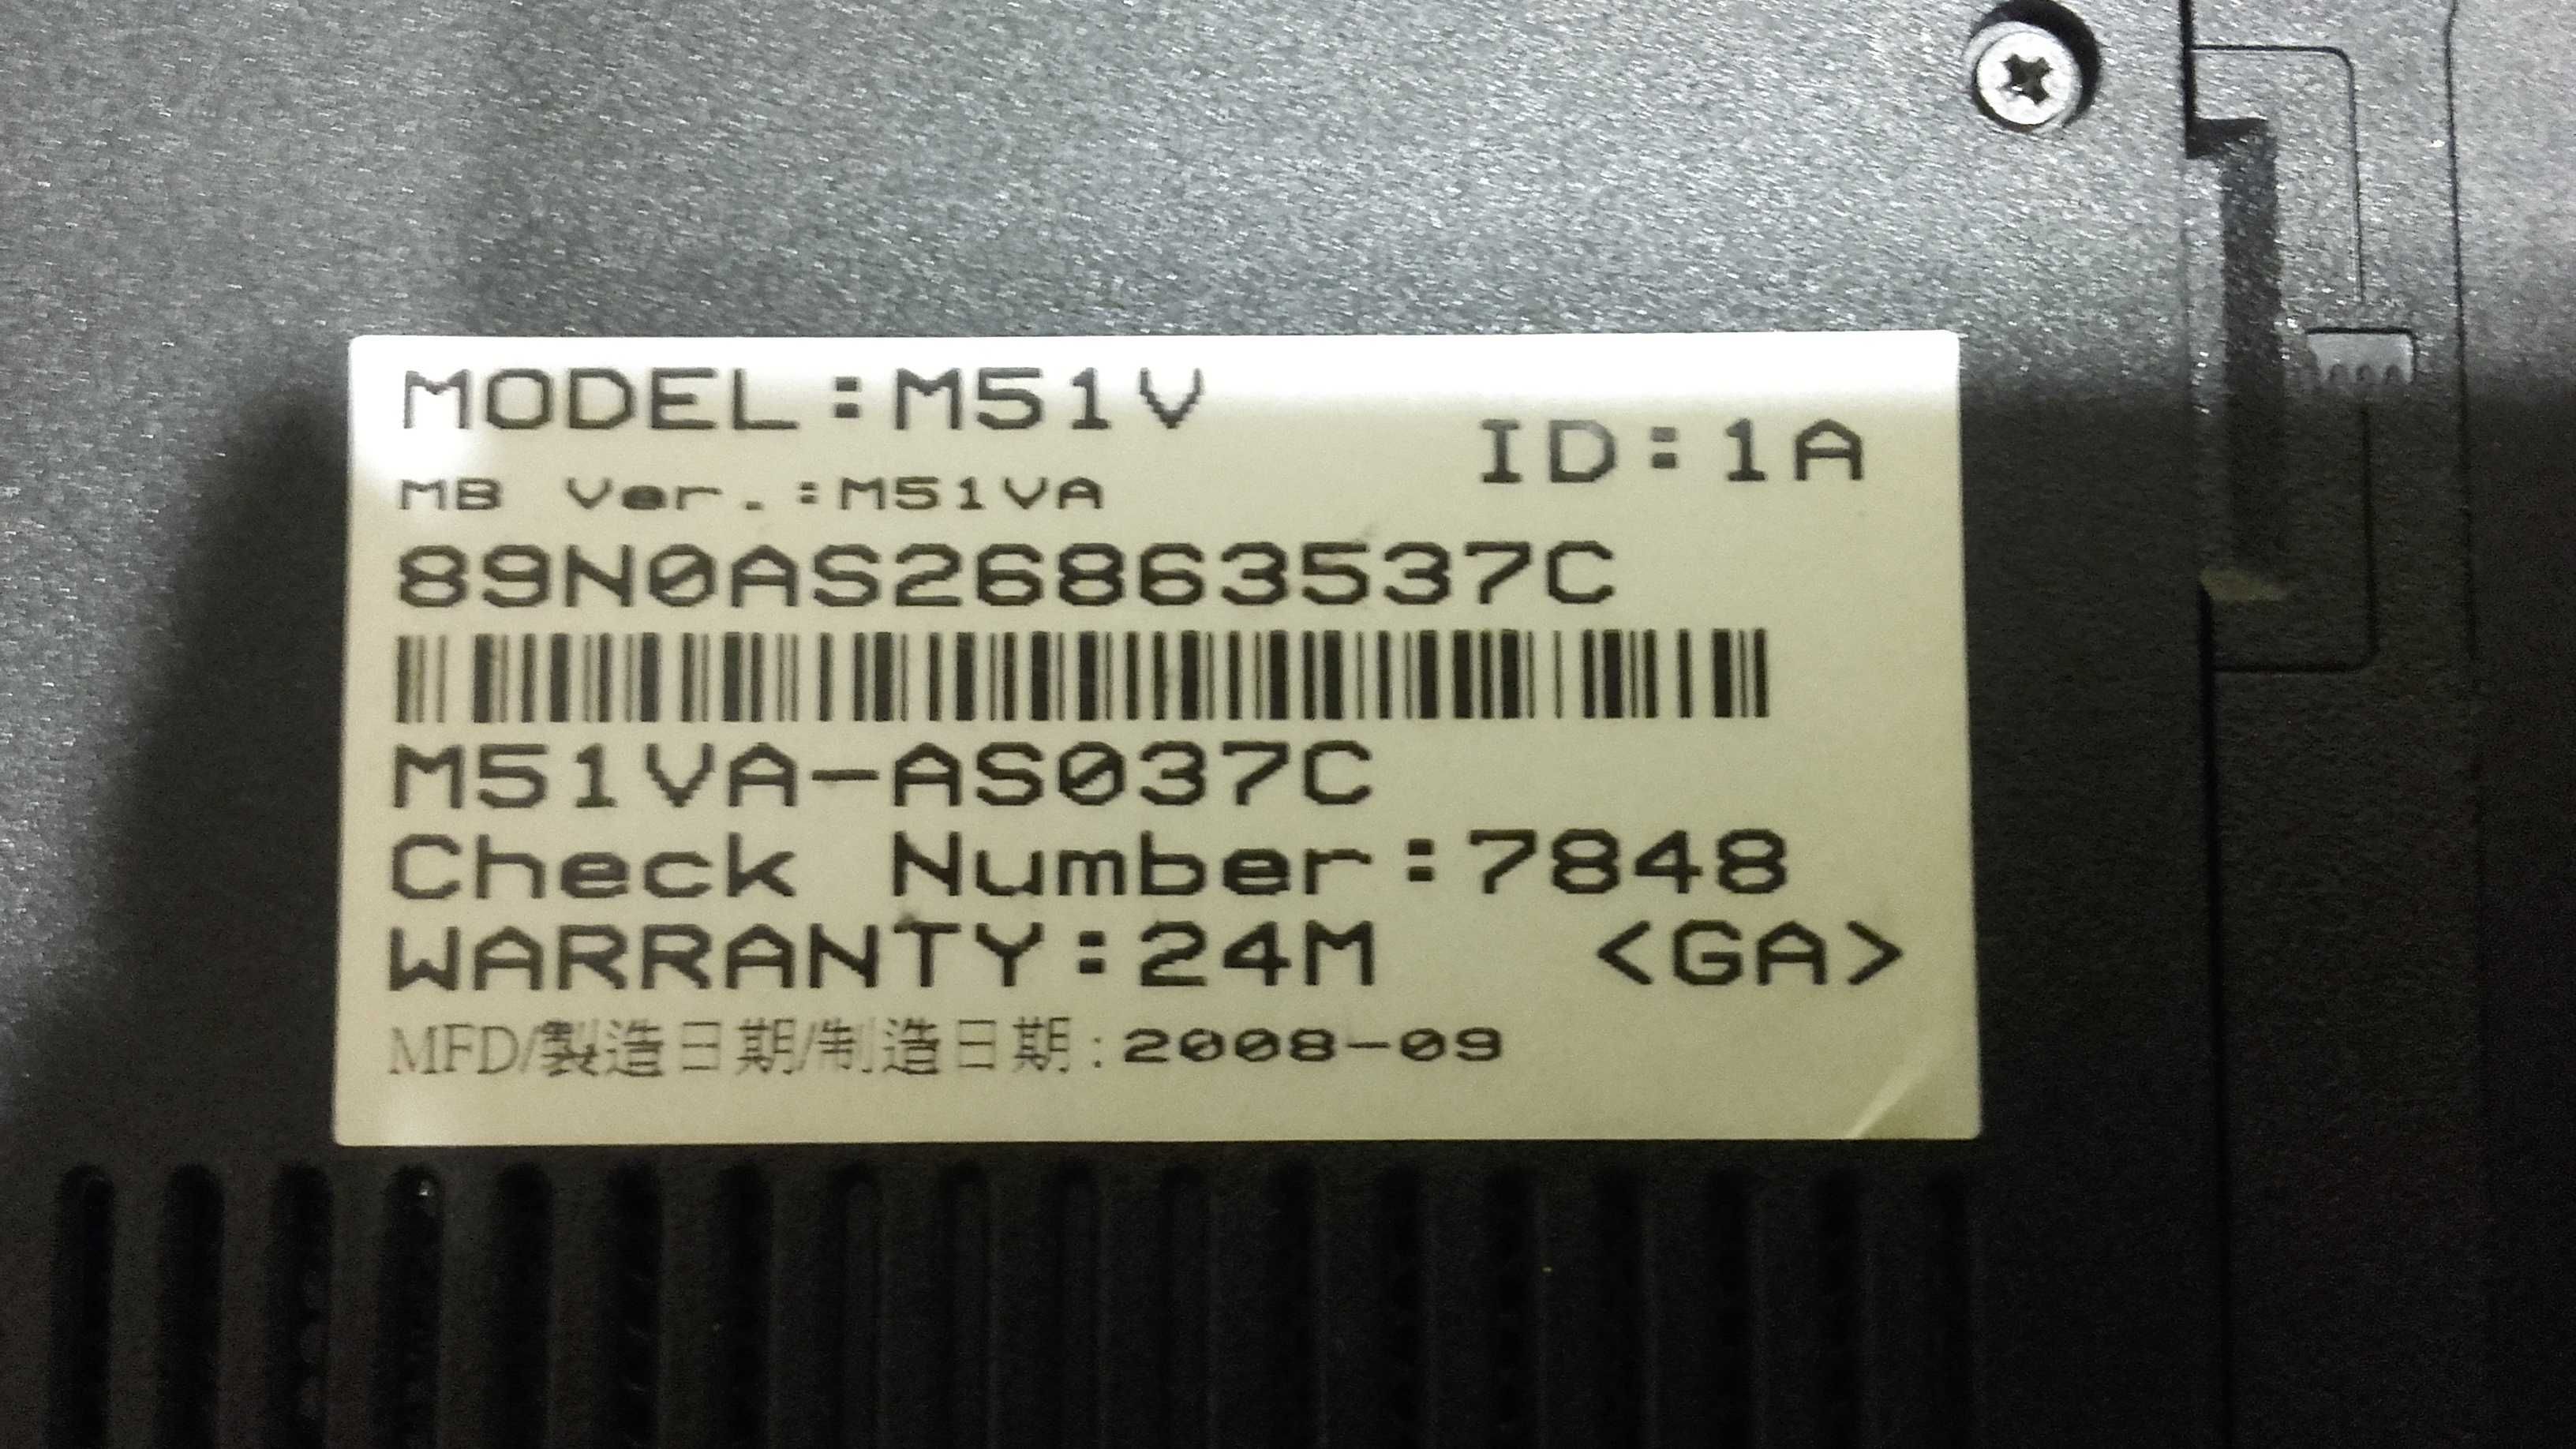 MODEL:M51V
ID:1A
MB Ver.:M51VA
89N0AS26863537C
M51VA-AS037C
Check Number:7848
WARRANTY:24M <GA>
MFD/製造日期/制造日期:2008-09